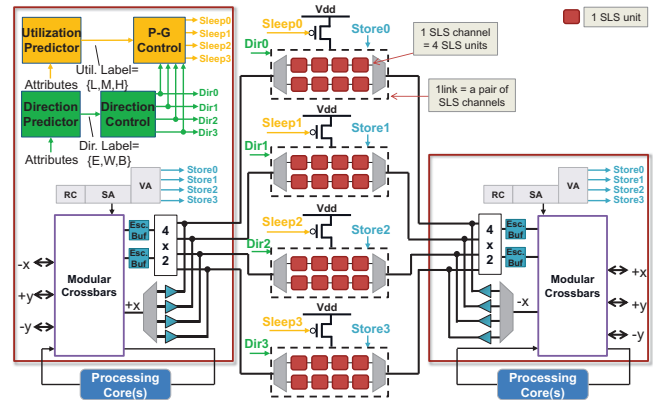 Utilization Predictor
P-G Control
Sleep0
Sleep1
Sleep2
Sleep3
Attributes
Util. Label= {L,M,H}
Direction Predictor
Direction Control
Dir0
Dir1
Dir2
Dir3
Attributes
Dir. Label= {E,W,B}
RC
SA
VA
Store0
Store1
Store2
Store3
Esc. Buf
Esc. Buf
4 x 2
Modular Crossbars
-x
+y
-y
+x
Processing Core(s)
Vdd
Sleep0
Store0
Dir0
Vdd
Sleep1
Store1
Dir1
Vdd
Sleep2
Store2
Dir2
Vdd
Sleep3
Store3
Dir3
1 SLS unit
1 SLS channel = 4 SLS units
1link = a pair of SLS channels
RC
SA
VA
Store0
Store1
Store2
Store3
4 x 2
Esc. Buf
Esc. Buf
Modular Crossbars
-x
+x
+y
-y
Processing Core(s)